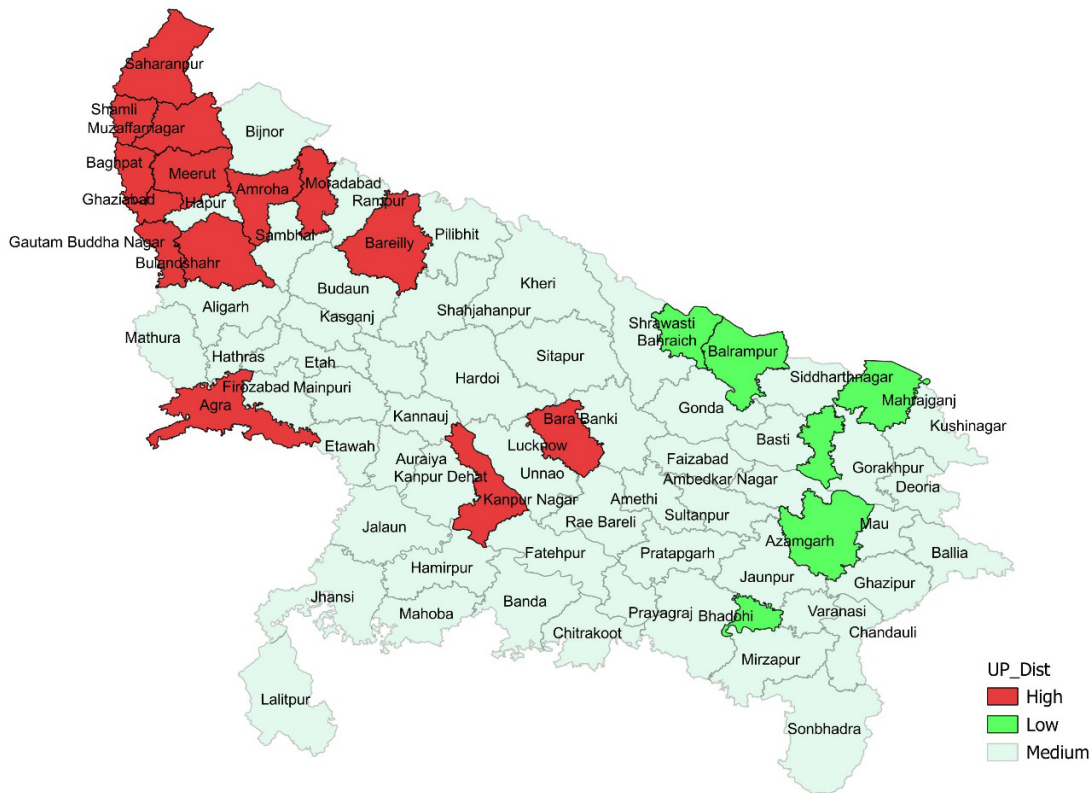 Saharanpur
Shamli
Muzaffarnagar
Bijnor
Baghpat
Meerut
Moradabad
Amroha
Ghaziabad
Hapur
Rampur
Gautam Buddha Nagar
Sambhal
Bareilly
Pilibhit
Bulandshahr
Budaun
Kheri
Aligarh
Kasganj
Shahjahanpur
Shrawasti
Mathura
Bahraich
Balrampur
Hathras
Etah
Sitapur
Siddharthnagar
Firozabad
Mainpuri
Hardoi
Agra
Mahrajganj
Gonda
Kannauj
Bara Banki
Kushinagar
Etawah
Lucknow
Basti
Auraiya
Faizabad
Gorakhpur
Kanpur Dehat
Unnao
Ambedkar Nagar
Deoria
Kanpur Nagar
Amethi
Sultanpur
Rae Bareli
Jalaun
Mau
Azamgarh
Fatehpur
Pratapgarh
Ballia
Hamirpur
Jaunpur
Ghazipur
Jhansi
Banda
Mahoba
Prayagraj
Bhadohi
Varanasi
Chitrakoot
Chandauli
Mirzapur
Lalitpur
Sonbhadra
UP_Dist
High
Low
Medium